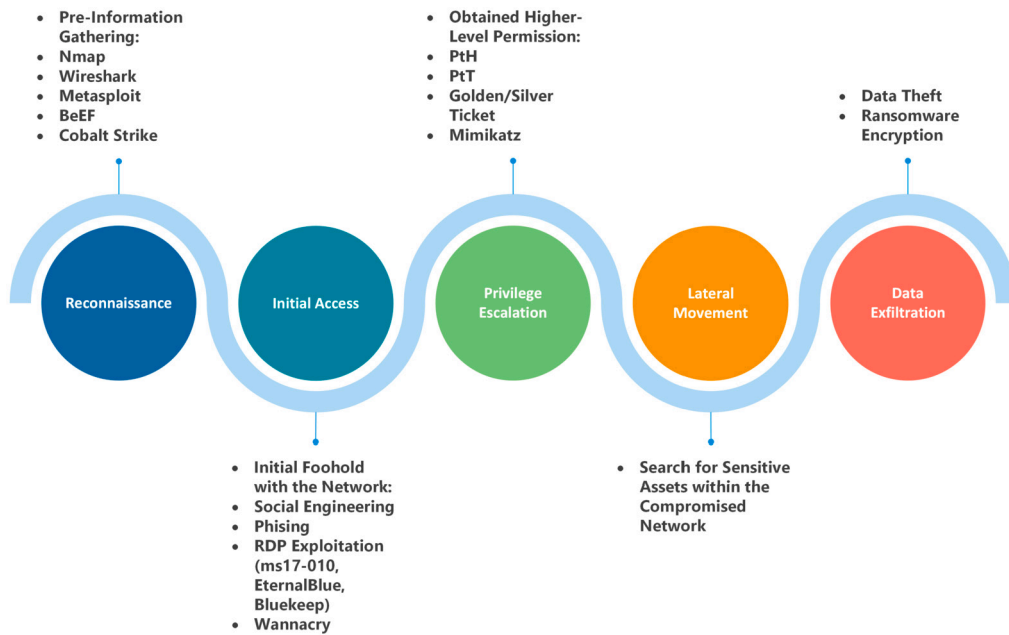 • Pre-Information
Gathering:
• Nmap
• Wireshark
• Metasploit
• BeEF
• Cobalt Strike
• Obtained Higher-
Level Permission:
• PtH
• PtT
• Golden/Silver
Ticket
• Mimikatz
• Data Theft
• Ransomware
Encryption
Reconnaissance
Initial Access
Privilege
Escalation
Lateral
Movement
Data
Exfiltration
• Initial Foothold
with the Network:
• Social Engineering
• Phising
• RDP Exploitation
(ms17-010,
EternalBlue,
Bluekeep)
• Wannacry
• Search for Sensitive
Assets within the
Compromised
Network